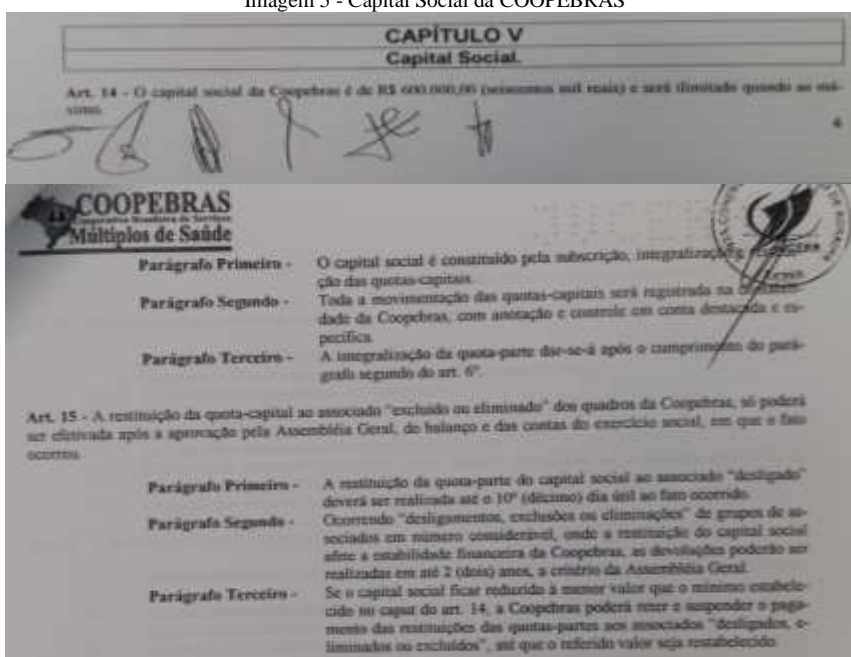 Imagem 5 - Capital Social da COOPEBRAS
CAPÍTULO V
Capital Social.
Art. 14 - O capital social da Coopebras é de R$ 600.000,00 (seiscentos mil reais) e será ilimitado quando ao má-
ximo.
6
COOPEBRAS
Cooperativa Brasileira de Serviços
Múltiplos de Saúde
Parágrafo Primeiro - O capital social é constituído pela subscrição, integralização e
ção das quotas-capitais.
Parágrafo Segundo - Toda a movimentação das quotas-capitais será registrada na
dade da Coopebras, com anotação e controle em conta destacada e es-
pecífica.
Parágrafo Terceiro - A integralização da quota-parte dar-se-á após o cumprimento do pará-
grafo segundo do art. 6º.
Art. 15 - A restituição da quota-capital ao associado "excluído ou eliminado" dos quadros da Coopebras, só poderá
ser efetivada após a aprovação pela Assembléia Geral, do balanço e das contas do exercício social, em que o fato
ocorreu.
Parágrafo Primeiro - A restituição da quota-parte do capital social ao associado "desligado"
deverá ser realizada até o 10º (décimo) dia útil ao fato ocorrido.
Parágrafo Segundo - Ocorrendo "desligamentos, exclusões ou eliminações" de grupos de as-
sociados em número considerável, onde a restituição do capital social
afete a estabilidade financeira da Coopebras, as devoluções poderão ser
realizadas em até 2 (dois) anos, a critério da Assembléia Geral.
Parágrafo Terceiro - Se o capital social ficar reduzido à menor valor que o mínimo estabele-
cido no caput do art. 14, a Coopebras poderá reter e suspender o paga-
mento das restituições das quotas-partes aos associados "desligados, e-
liminados ou excluídos", até que o referido valor seja restabelecido.